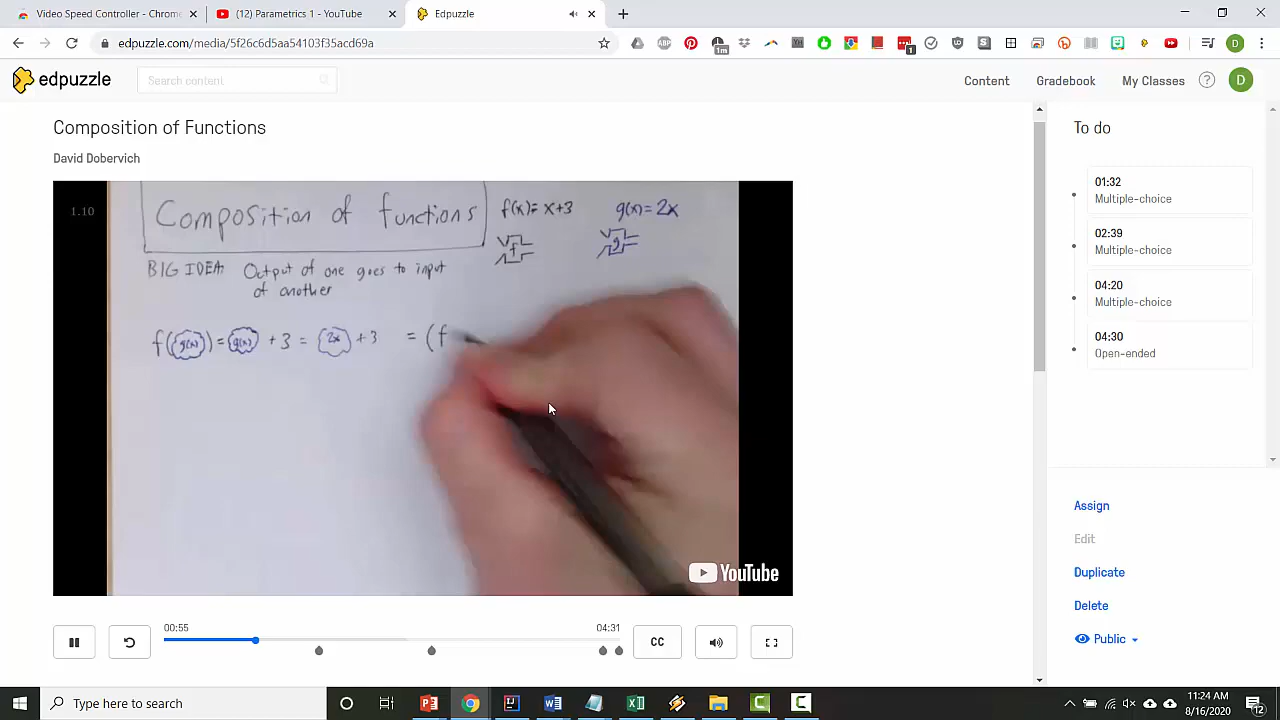 Video Speed Controller - Chrom
Parametrics 1 - YouTube
Edpuzzle
edpuzzle.com/media/5f26c6d5aa54103f35acd69a
edpuzzle
Search content
Content
Gradebook
My Classes
D
Composition of Functions
David Dobervich
1.10
Composition of functions
f(x)= x+3
g(x)= 2x
f
g
BIG IDEA: Output of one goes to input
of another
f(g(x)) = g(x) + 3 = 2x + 3 = (f
YouTube
00:55
04:31
CC
To do
01:32
Multiple-choice
02:39
Multiple-choice
04:20
Multiple-choice
04:30
Open-ended
Assign
Edit
Duplicate
Delete
Public
Type here to search
11:24 AM
8/16/2020